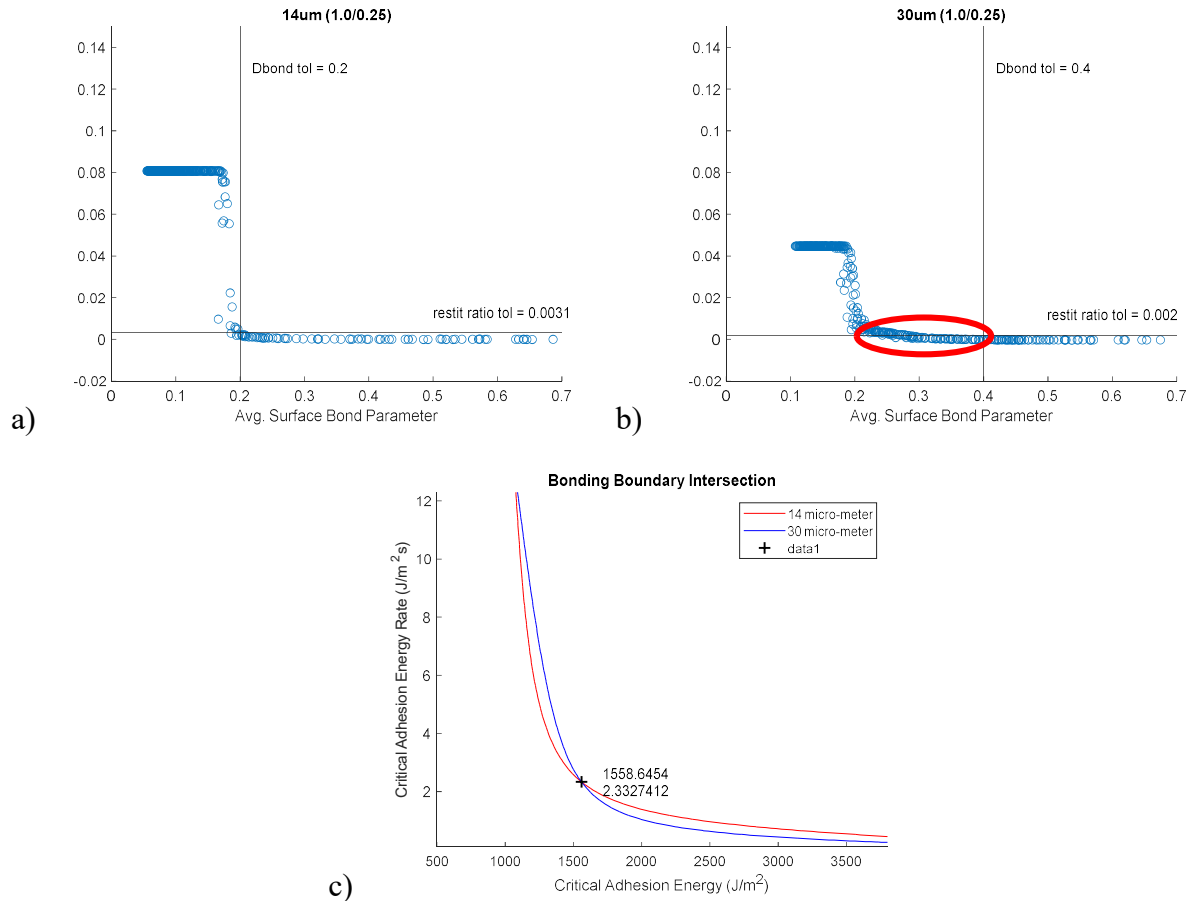 14um (1.0/0.25)
0.14
0.12
0.1
0.08
0.06
0.04
0.02
0
-0.02
Dbond tol = 0.2
restit ratio tol = 0.0031
0 0.1 0.2 0.3 0.4 0.5 0.6 0.7
Avg. Surface Bond Parameter
a)
30um (1.0/0.25)
0.14
0.12
0.1
0.08
0.06
0.04
0.02
0
-0.02
Dbond tol = 0.4
restit ratio tol = 0.002
0 0.1 0.2 0.3 0.4 0.5 0.6 0.7
Avg. Surface Bond Parameter
b)
Bonding Boundary Intersection
Critical Adhesion Energy Rate (J/m²s)
12
10
8
6
4
2
14 micro-meter
30 micro-meter
data1
1558.6454
2.3327412
500 1000 1500 2000 2500 3000 3500
Critical Adhesion Energy (J/m²)
c)